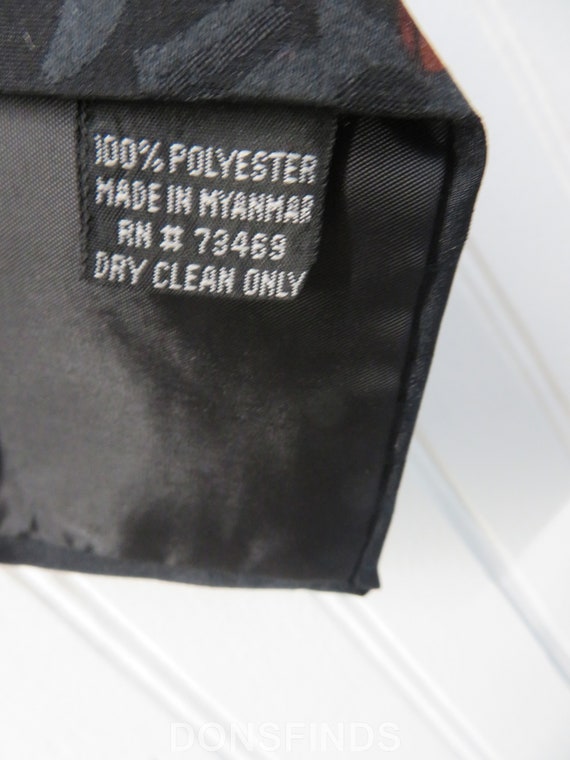 100% POLYESTER
MADE IN MYANMAR
RN # 73469
DRY CLEAN ONLY
DONSFINDS